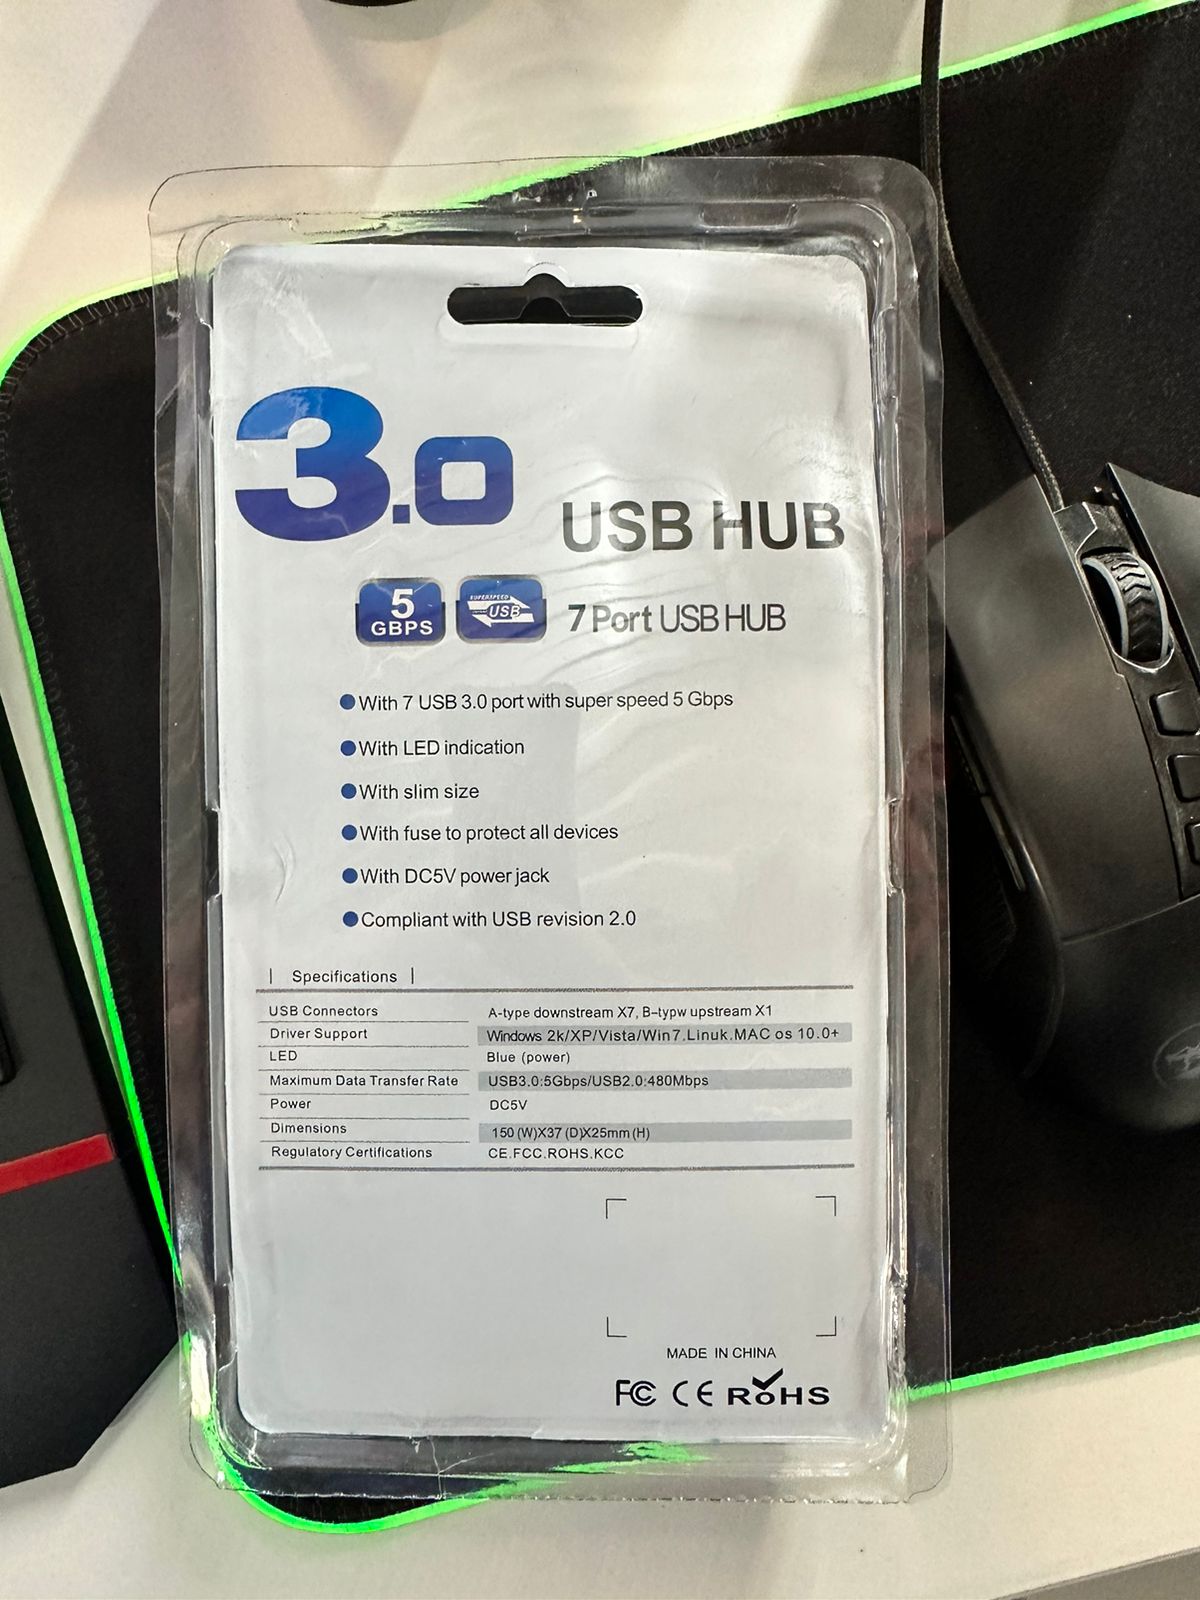 3.0
USB HUB
5
GBPS
SUPERSPEED
USB
7 Port USB HUB
With 7 USB 3.0 port with super speed 5 Gbps
With LED indication
With slim size
With fuse to protect all devices
With DC5V power jack
Compliant with USB revision 2.0
| Specifications |
USB Connectors A-type downstream X7, B-typw upstream X1
Driver Support Windows 2k/XP/Vista/Win7.Linuk.MAC os 10.0+
LED Blue (power)
Maximum Data Transfer Rate USB3.0:5Gbps/USB2.0:480Mbps
Power DC5V
Dimensions 150 (W)X37 (D)X25mm (H)
Regulatory Certifications CE.FCC.ROHS.KCC
MADE IN CHINA
FC CE RoHS